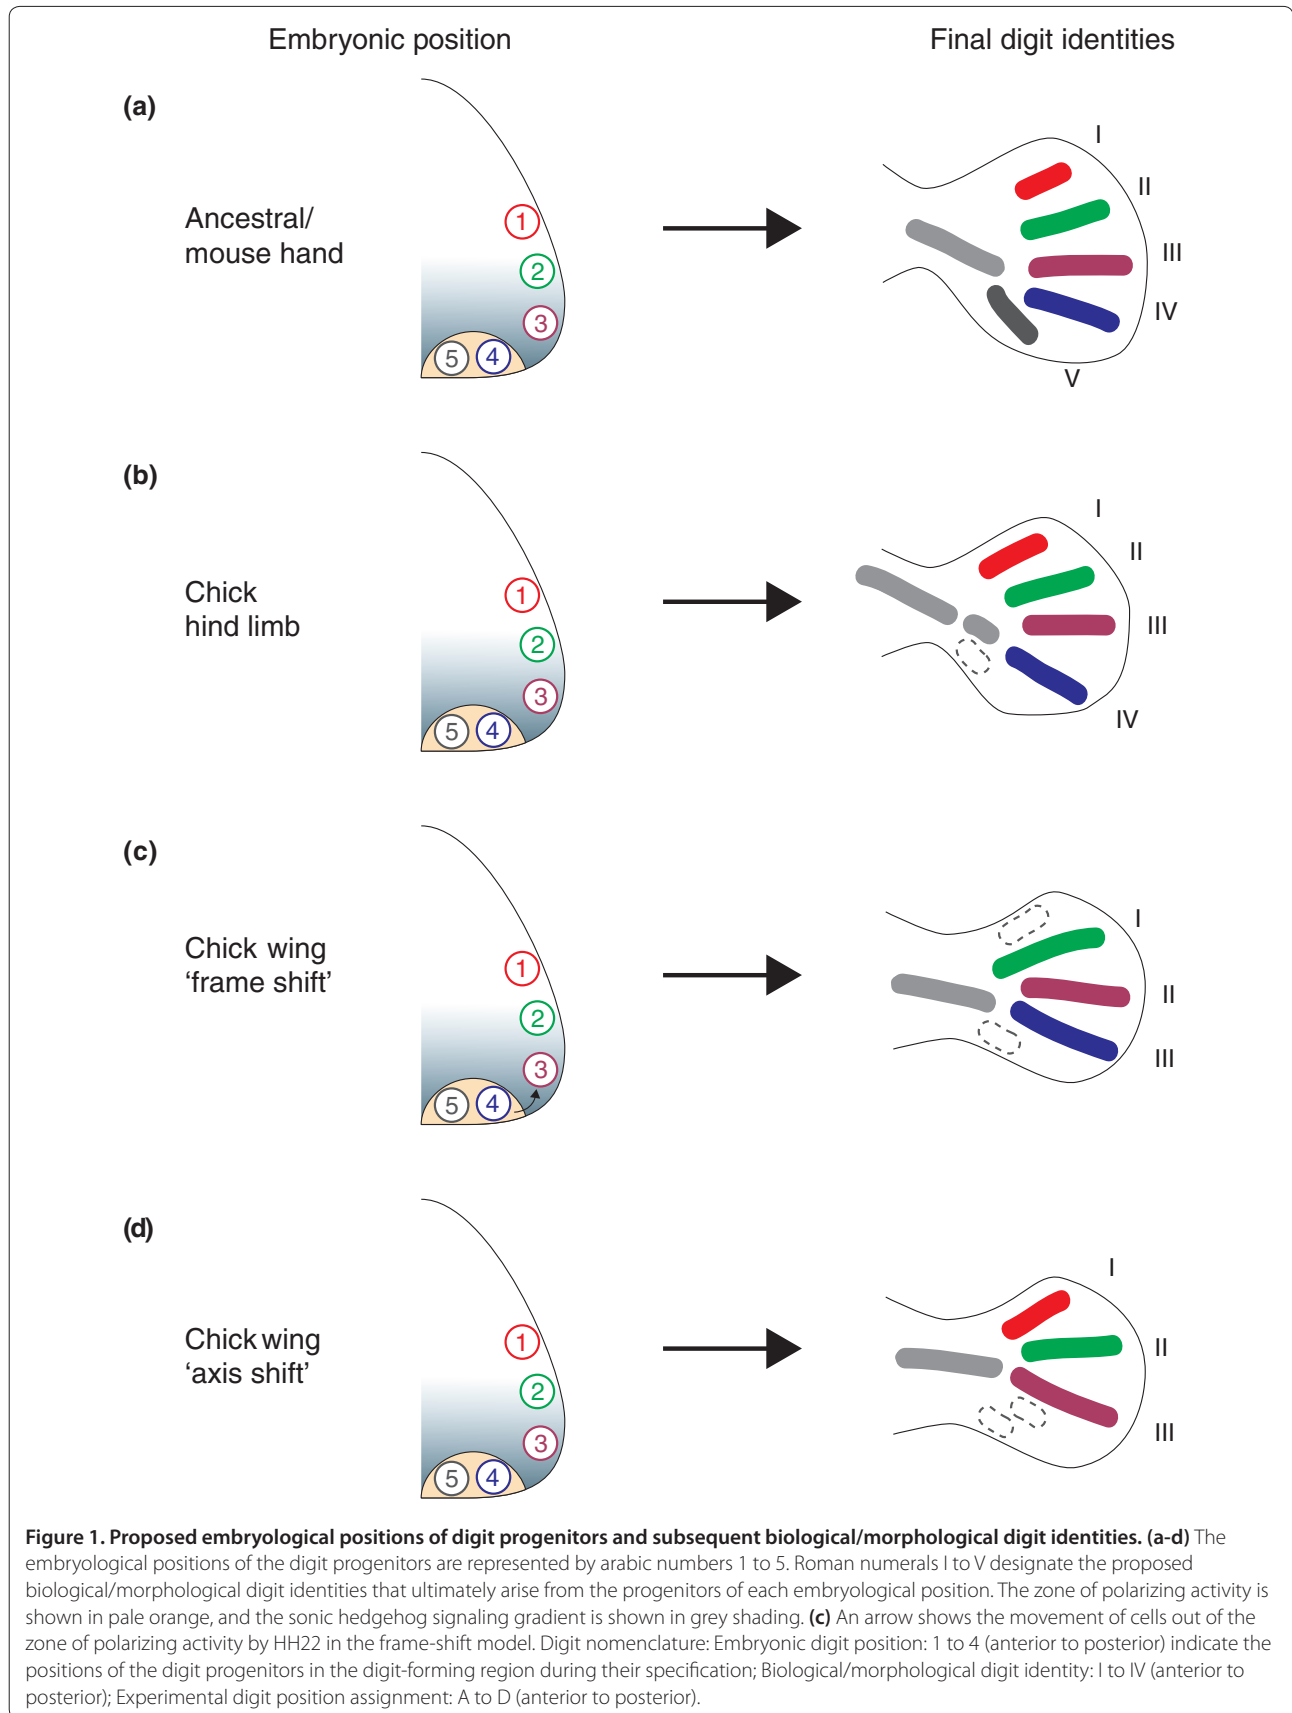 Embryonic position
Final digit identities
(a)
Ancestral/
mouse hand
1
2
3
4
5
I
II
III
IV
V
(b)
Chick
hind limb
1
2
3
4
5
I
II
III
IV
(c)
Chick wing
‘frame shift’
1
2
3
4
5
I
II
III
(d)
Chick wing
‘axis shift’
1
2
3
4
5
I
II
III
Figure 1. Proposed embryological positions of digit progenitors and subsequent biological/morphological digit identities. (a-d) The
embryological positions of the digit progenitors are represented by arabic numbers 1 to 5. Roman numerals I to V designate the proposed
biological/morphological digit identities that ultimately arise from the progenitors of each embryological position. The zone of polarizing activity is
shown in pale orange, and the sonic hedgehog signaling gradient is shown in grey shading. (c) An arrow shows the movement of cells out of the
zone of polarizing activity by HH22 in the frame-shift model. Digit nomenclature: Embryonic digit position: 1 to 4 (anterior to posterior) indicate the
positions of the digit progenitors in the digit-forming region during their specification; Biological/morphological digit identity: I to IV (anterior to
posterior); Experimental digit position assignment: A to D (anterior to posterior).